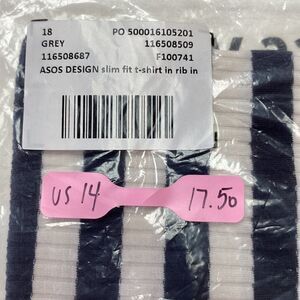 18 PO 500016105201
GREY 116508509
116508687 F100741
ASOS DESIGN slim fit t-shirt in rib in
US 14 17.50